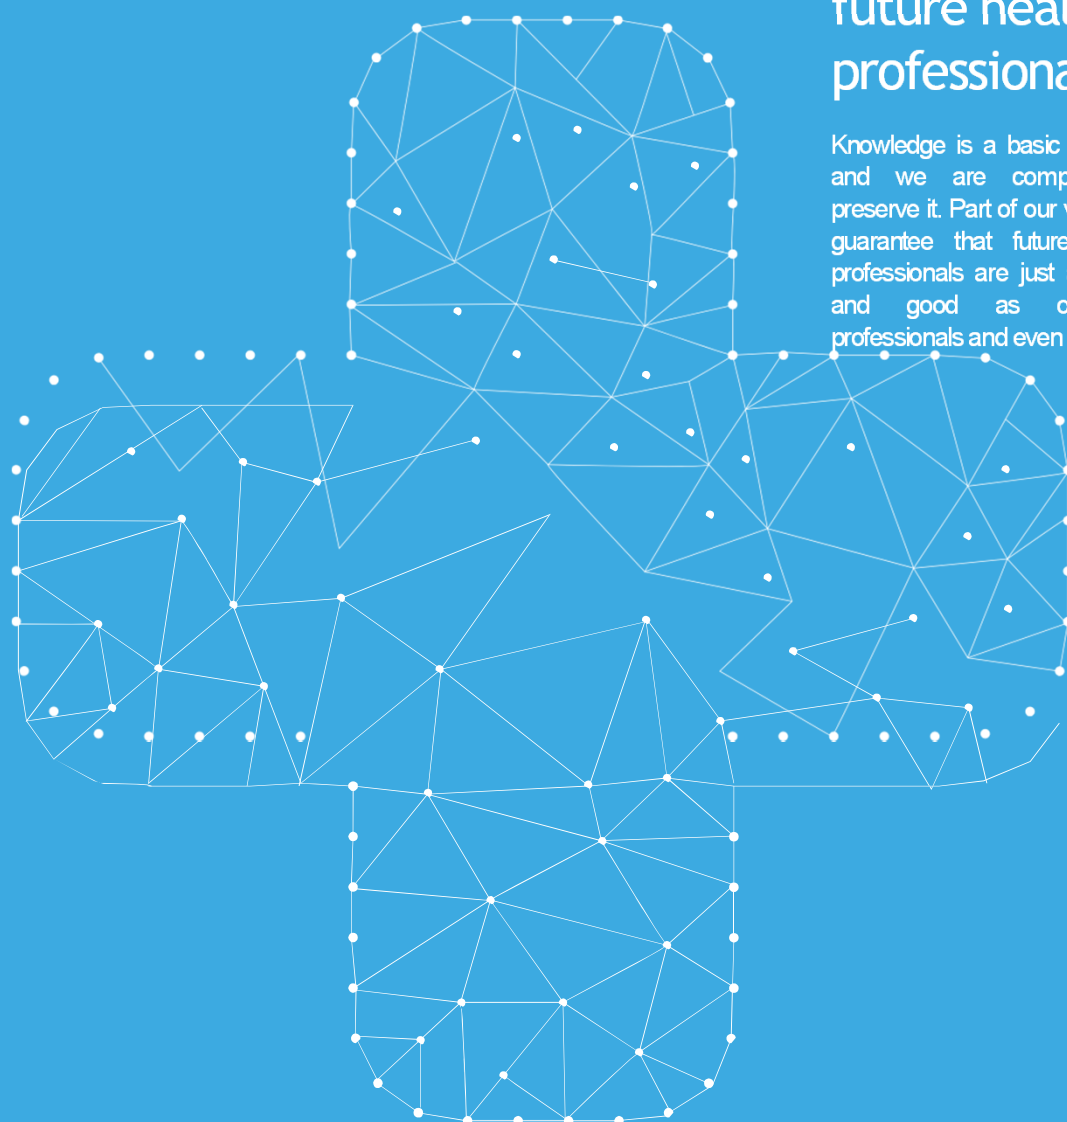 future
professiona
Knowledge is a basic
and we are comp
preserve it. Part of our
guarantee that future
professionals are just
and good as
professionals and even